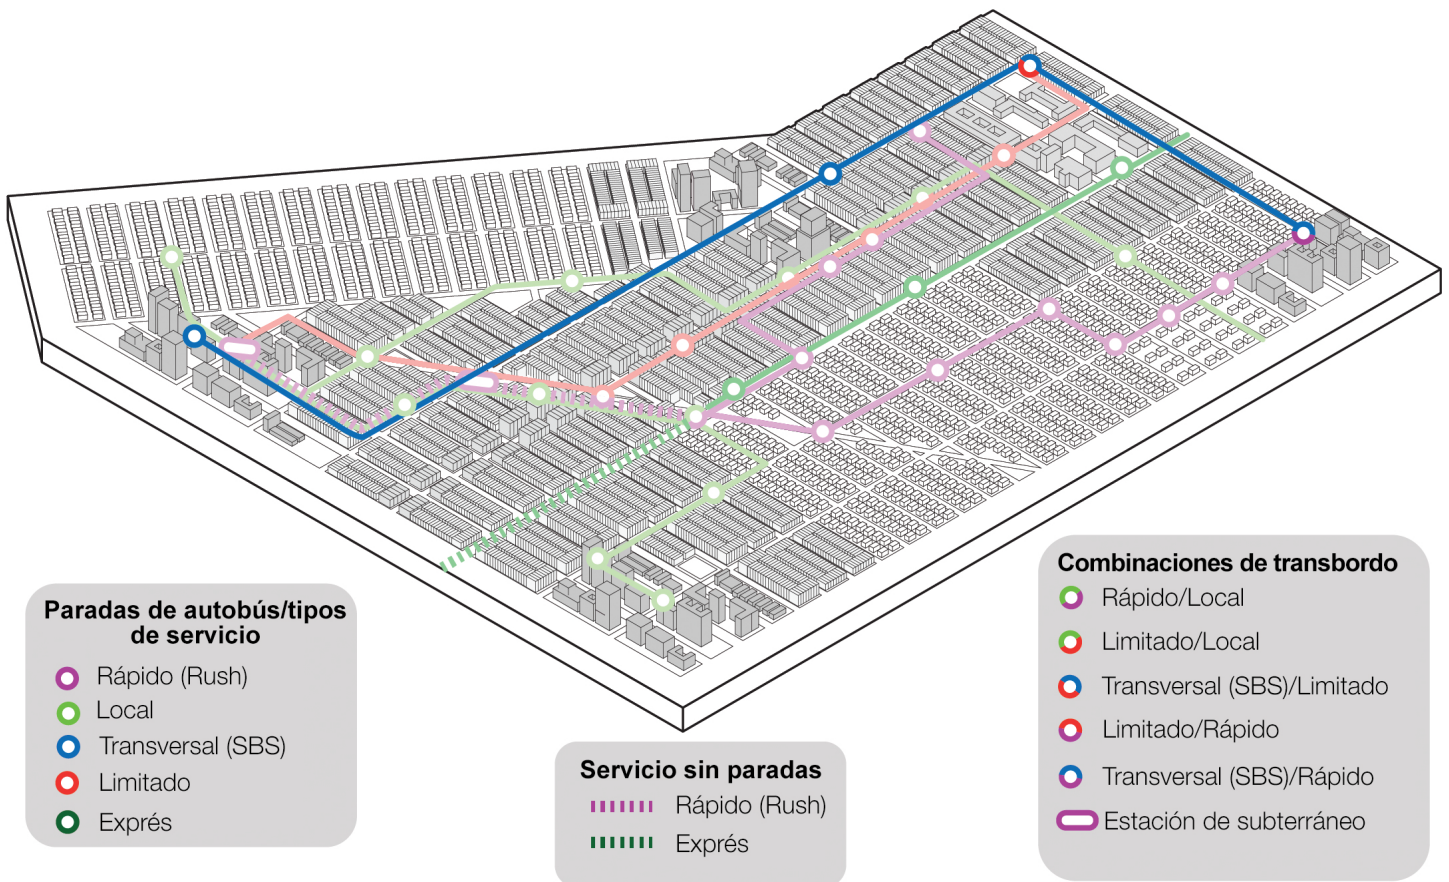 Paradas de autobús/tipos
de servicio
Rápido (Rush)
Local
Transversal (SBS)
Limitado
Exprés
Servicio sin paradas
Rápido (Rush)
Exprés
Combinaciones de transbordo
Rápido/Local
Limitado/Local
Transversal (SBS)/Limitado
Limitado/Rápido
Transversal (SBS)/Rápido
Estación de subterráneo